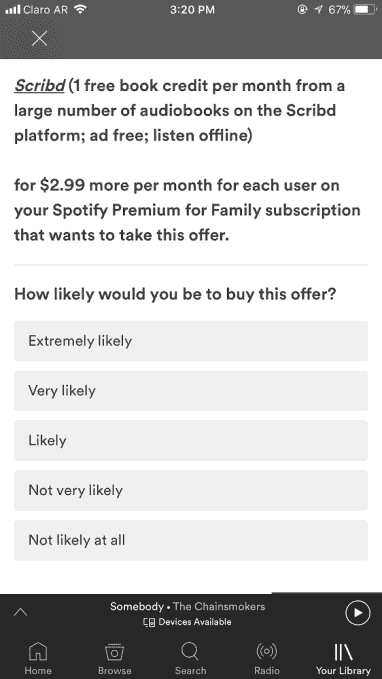 Claro AR 3:20 PM 67%
Scribd (1 free book credit per month from a
large number of audiobooks on the Scribd
platform; ad free; listen offline)
for $2.99 more per month for each user on
your Spotify Premium for Family subscription
that wants to take this offer.
How likely would you be to buy this offer?
Extremely likely
Very likely
Likely
Not very likely
Not likely at all
Somebody • The Chainsmokers
Devices Available
Home Browse Search Radio Your Library